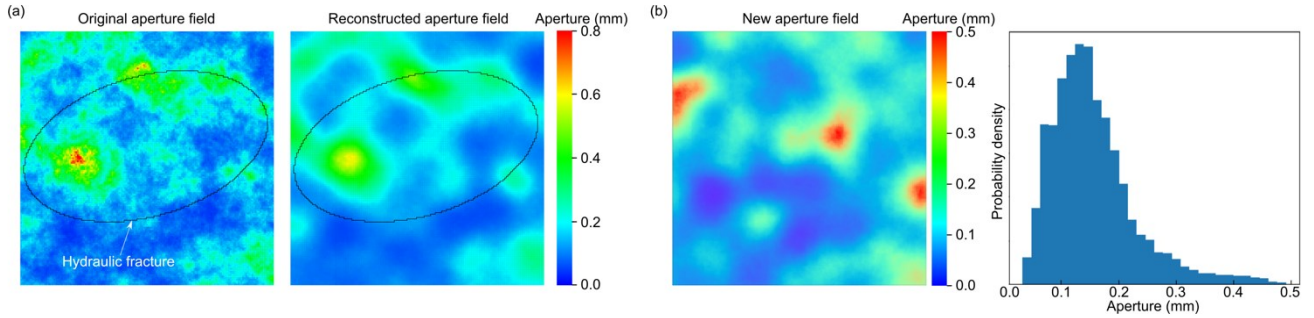 (a)
Original aperture field
Reconstructed aperture field
Aperture (mm)
0.8
0.6
0.4
0.2
0.0
Hydraulic fracture
(b)
New aperture field
Aperture (mm)
0.5
0.4
0.3
0.2
0.1
0.0
Probability density
0.0 0.1 0.2 0.3 0.4 0.5
Aperture (mm)